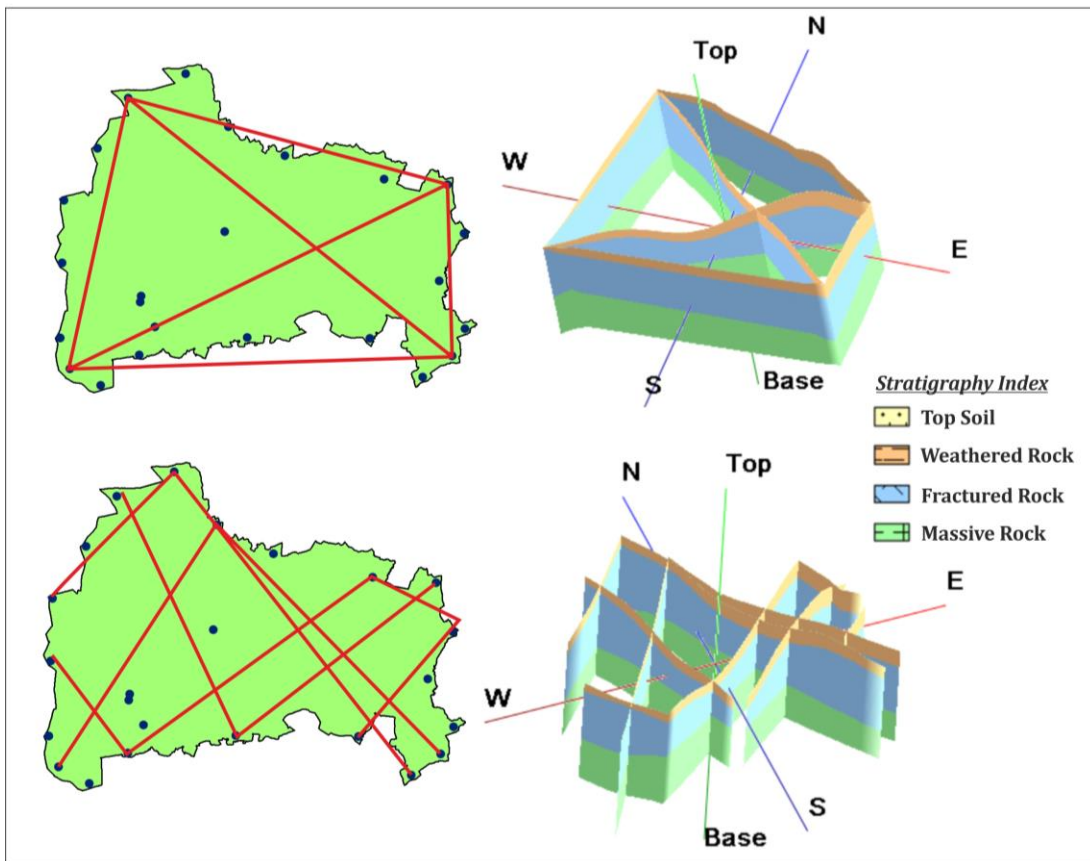 N
Top
W
E
S
Base
Stratigraphy Index
Top Soil
Weathered Rock
Fractured Rock
Massive Rock
N
Top
E
W
S
Base